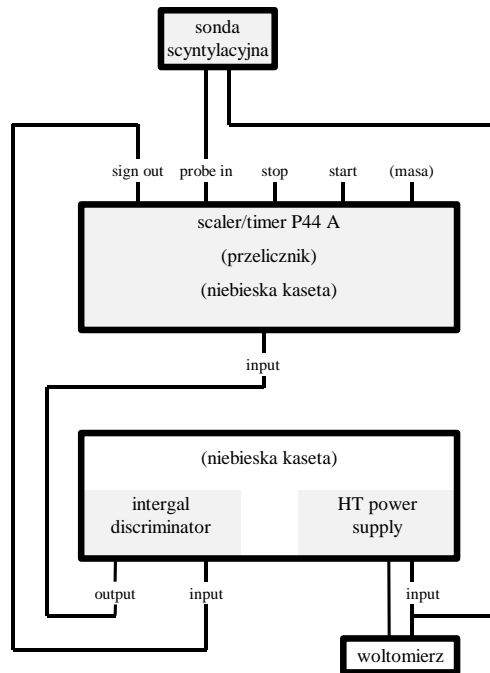 sonda
scyntylacyjna
sign out probe in stop start (masa)
scaler/timer P44 A
(przelicznik)
(niebieska kaseta)
input
(niebieska kaseta)
intergal
discriminator
HT power
supply
output input input
woltomierz